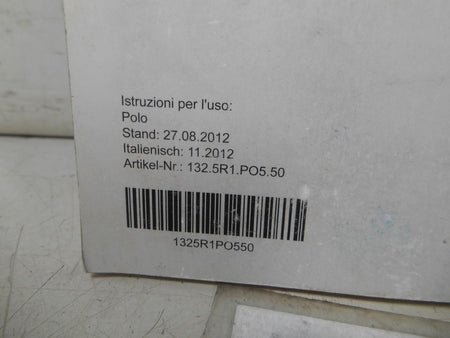 Istruzioni per l'uso:
Polo
Stand: 27.08.2012
Italienisch: 11.2012
Artikel-Nr.: 132.5R1.PO5.50
1325R1PO550